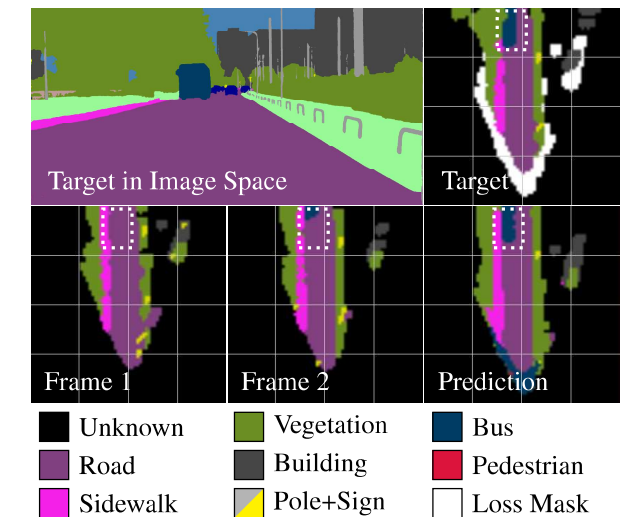 Target in Image Space
Target
Frame 1
Frame 2
Prediction
Unknown
Vegetation
Bus
Road
Building
Pedestrian
Sidewalk
Pole+Sign
Loss Mask